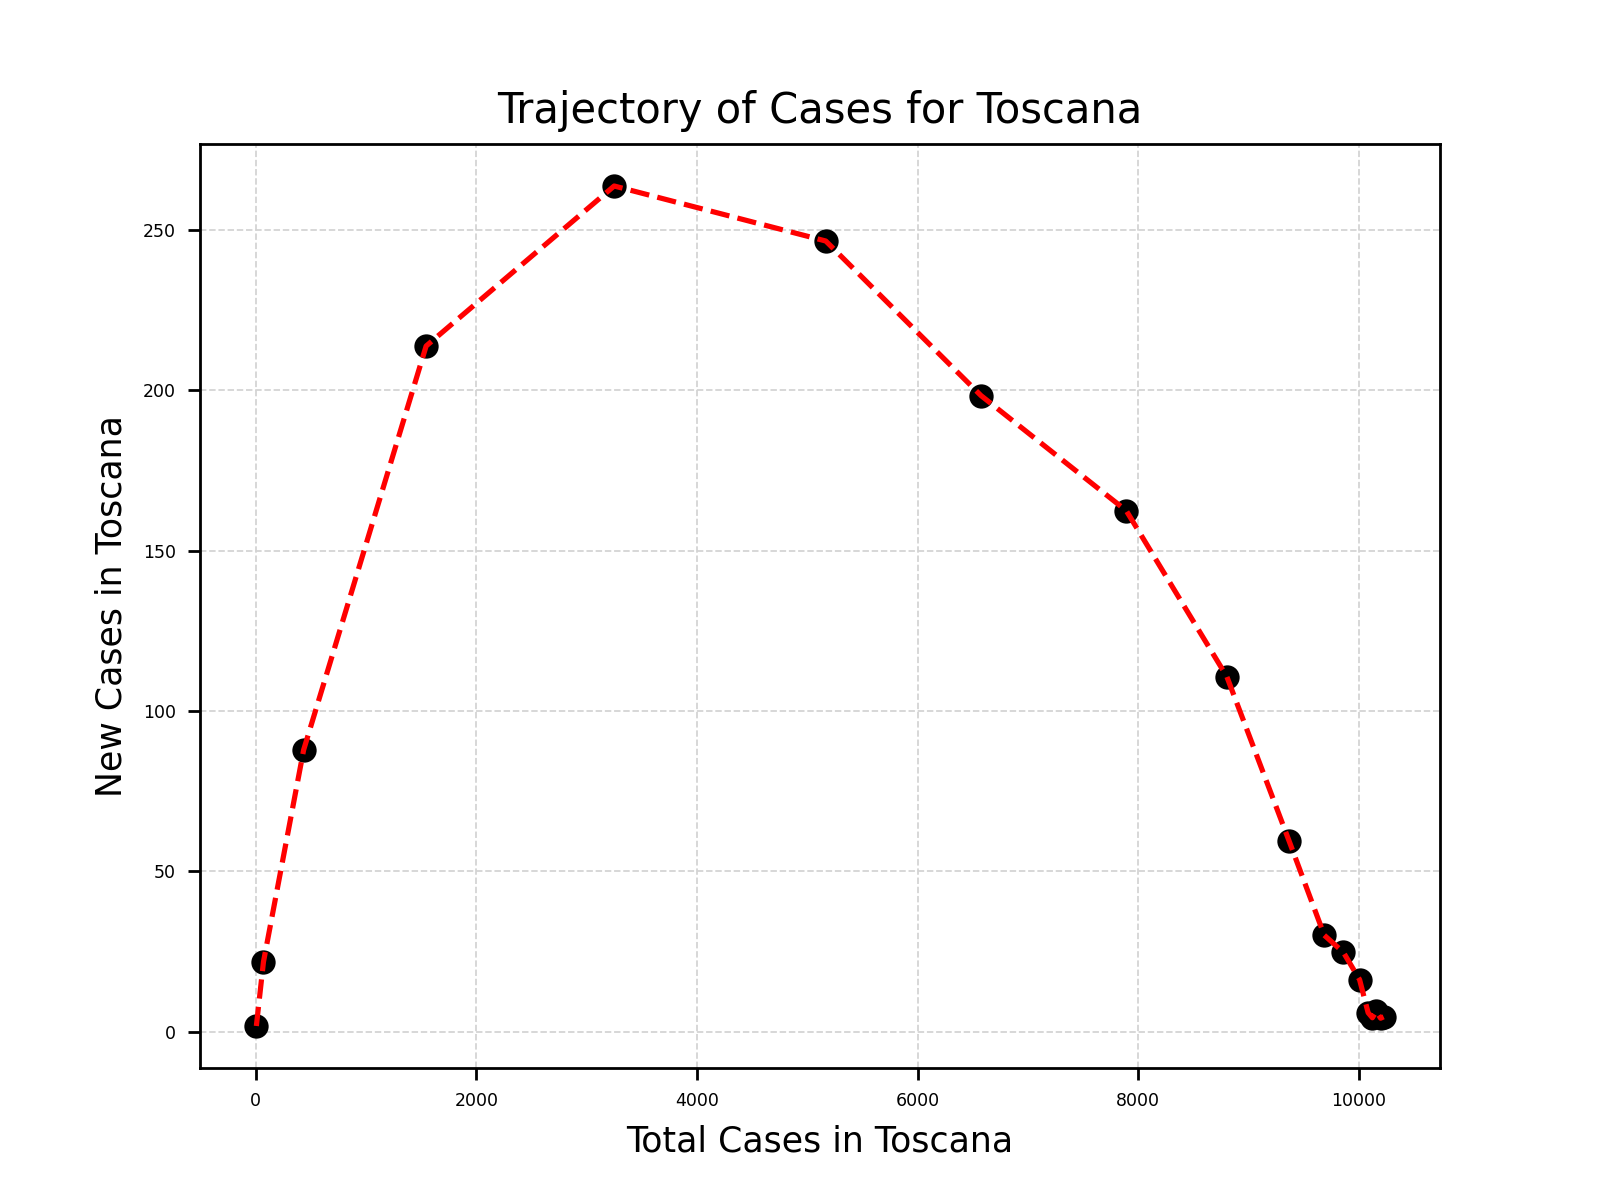 Trajectory of Cases for Toscana
New Cases in Toscana
250
200
150
100
50
0
0 2000 4000 6000 8000 10000
Total Cases in Toscana